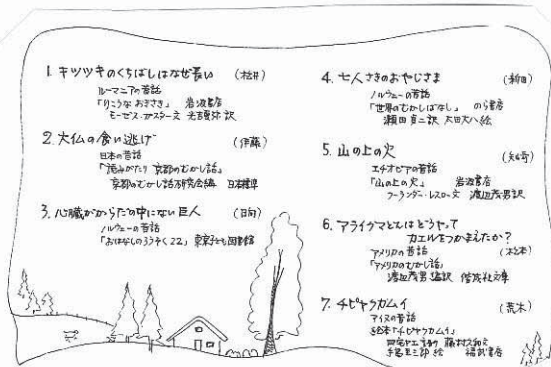 1. キツツキのくちばしはなぜ長い (松井)
ルーマニアの昔話
「りこうなおきさき」 岩波書店
モーゼス・ガスター文 光吉夏弥 訳
2. 大仏の食い逃げ (伊藤)
日本の昔話
「読みがたり 京都のむかし話」
京都のむかし話研究会編 日本標準
3. 心臓がからだの中にない巨人 (日向)
ノルウェーの昔話
「おはなしのろうそく22」 東京子ども図書館
4. 七人さきのおやじさま
ノルウェーの昔話
「世界のむかしばなし」 のら書店
瀬田貞二訳 太田大八絵
5. 山の上の火
エチオピアの昔話
「山の上の火」 岩波書店
クーランダー・レスロー文 渡辺茂男訳
6. アライグマどとはどうやって
カエルをつかまえたか? (松本)
アメリカの昔話
「アメリカのむかし話」
渡辺茂男編訳 偕成社文庫
7. チピヤクカムイ (荒木)
アイヌの昔話
絵本「チピヤクカムイ」
四宅ヤエ 語り 藤村久和 文
手島圭三郎 絵 福武書店